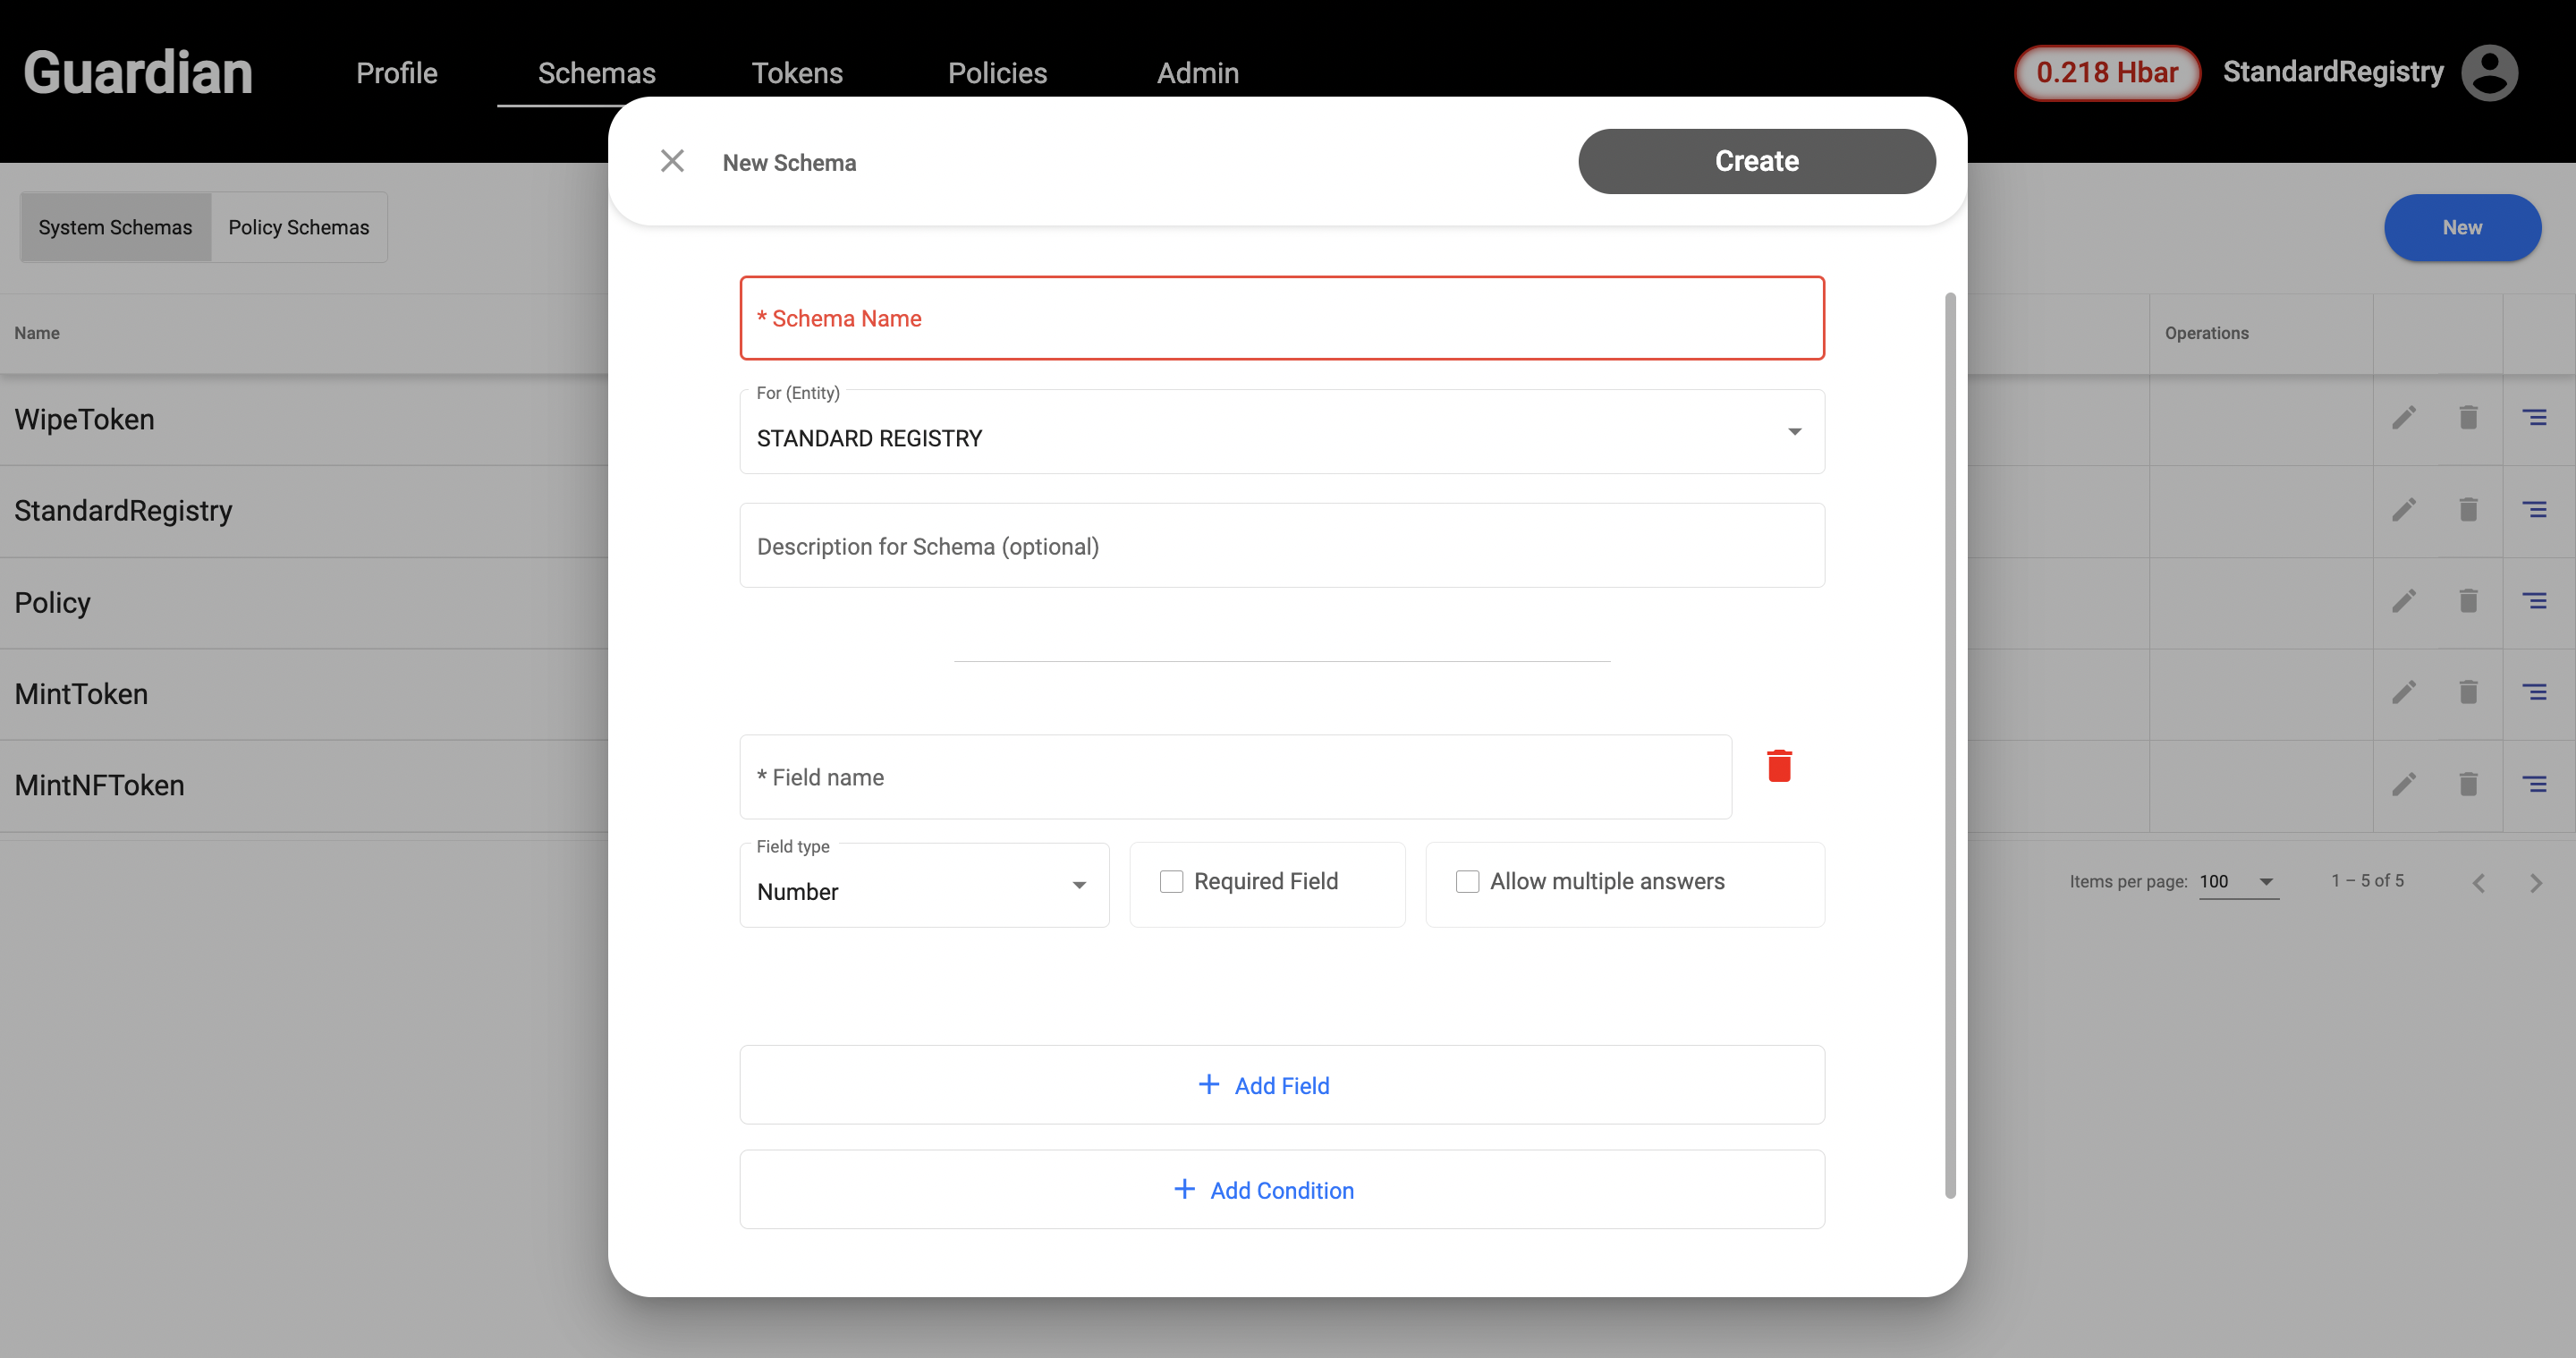 Guardian
Profile
Schemas
Tokens
Policies
Admin
0.218 Hbar
StandardRegistry
New Schema
Create
System Schemas
Policy Schemas
New
* Schema Name
Name
Operations
For (Entity)
STANDARD REGISTRY
WipeToken
StandardRegistry
Description for Schema (optional)
Policy
MintToken
* Field name
MintNFToken
Field type
Number
Required Field
Allow multiple answers
Items per page: 100
1 – 5 of 5
+ Add Field
+ Add Condition